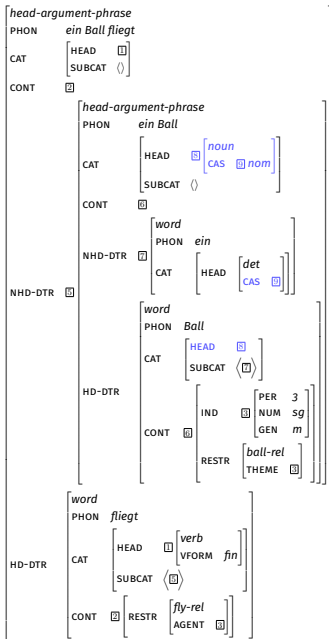 head-argument-phrase
PHON ein Ball fliegt
CAT HEAD 1
SUBCAT ⟨⟩
CONT 2
head-argument-phrase
PHON ein Ball
CAT HEAD 8 noun
CAS 9 nom
SUBCAT ⟨⟩
CONT 6
NHD-DTR 5 NHD-DTR 7 word
PHON ein
CAT HEAD det
CAS 9
HD-DTR word
PHON Ball
CAT HEAD 8
SUBCAT ⟨7⟩
CONT 6 IND 3 PER 3
NUM sg
GEN m
RESTR ball-rel
THEME 3
HD-DTR word
PHON fliegt
CAT HEAD 1 verb
VFORM fin
SUBCAT ⟨5⟩
CONT 2 RESTR fly-rel
AGENT 3